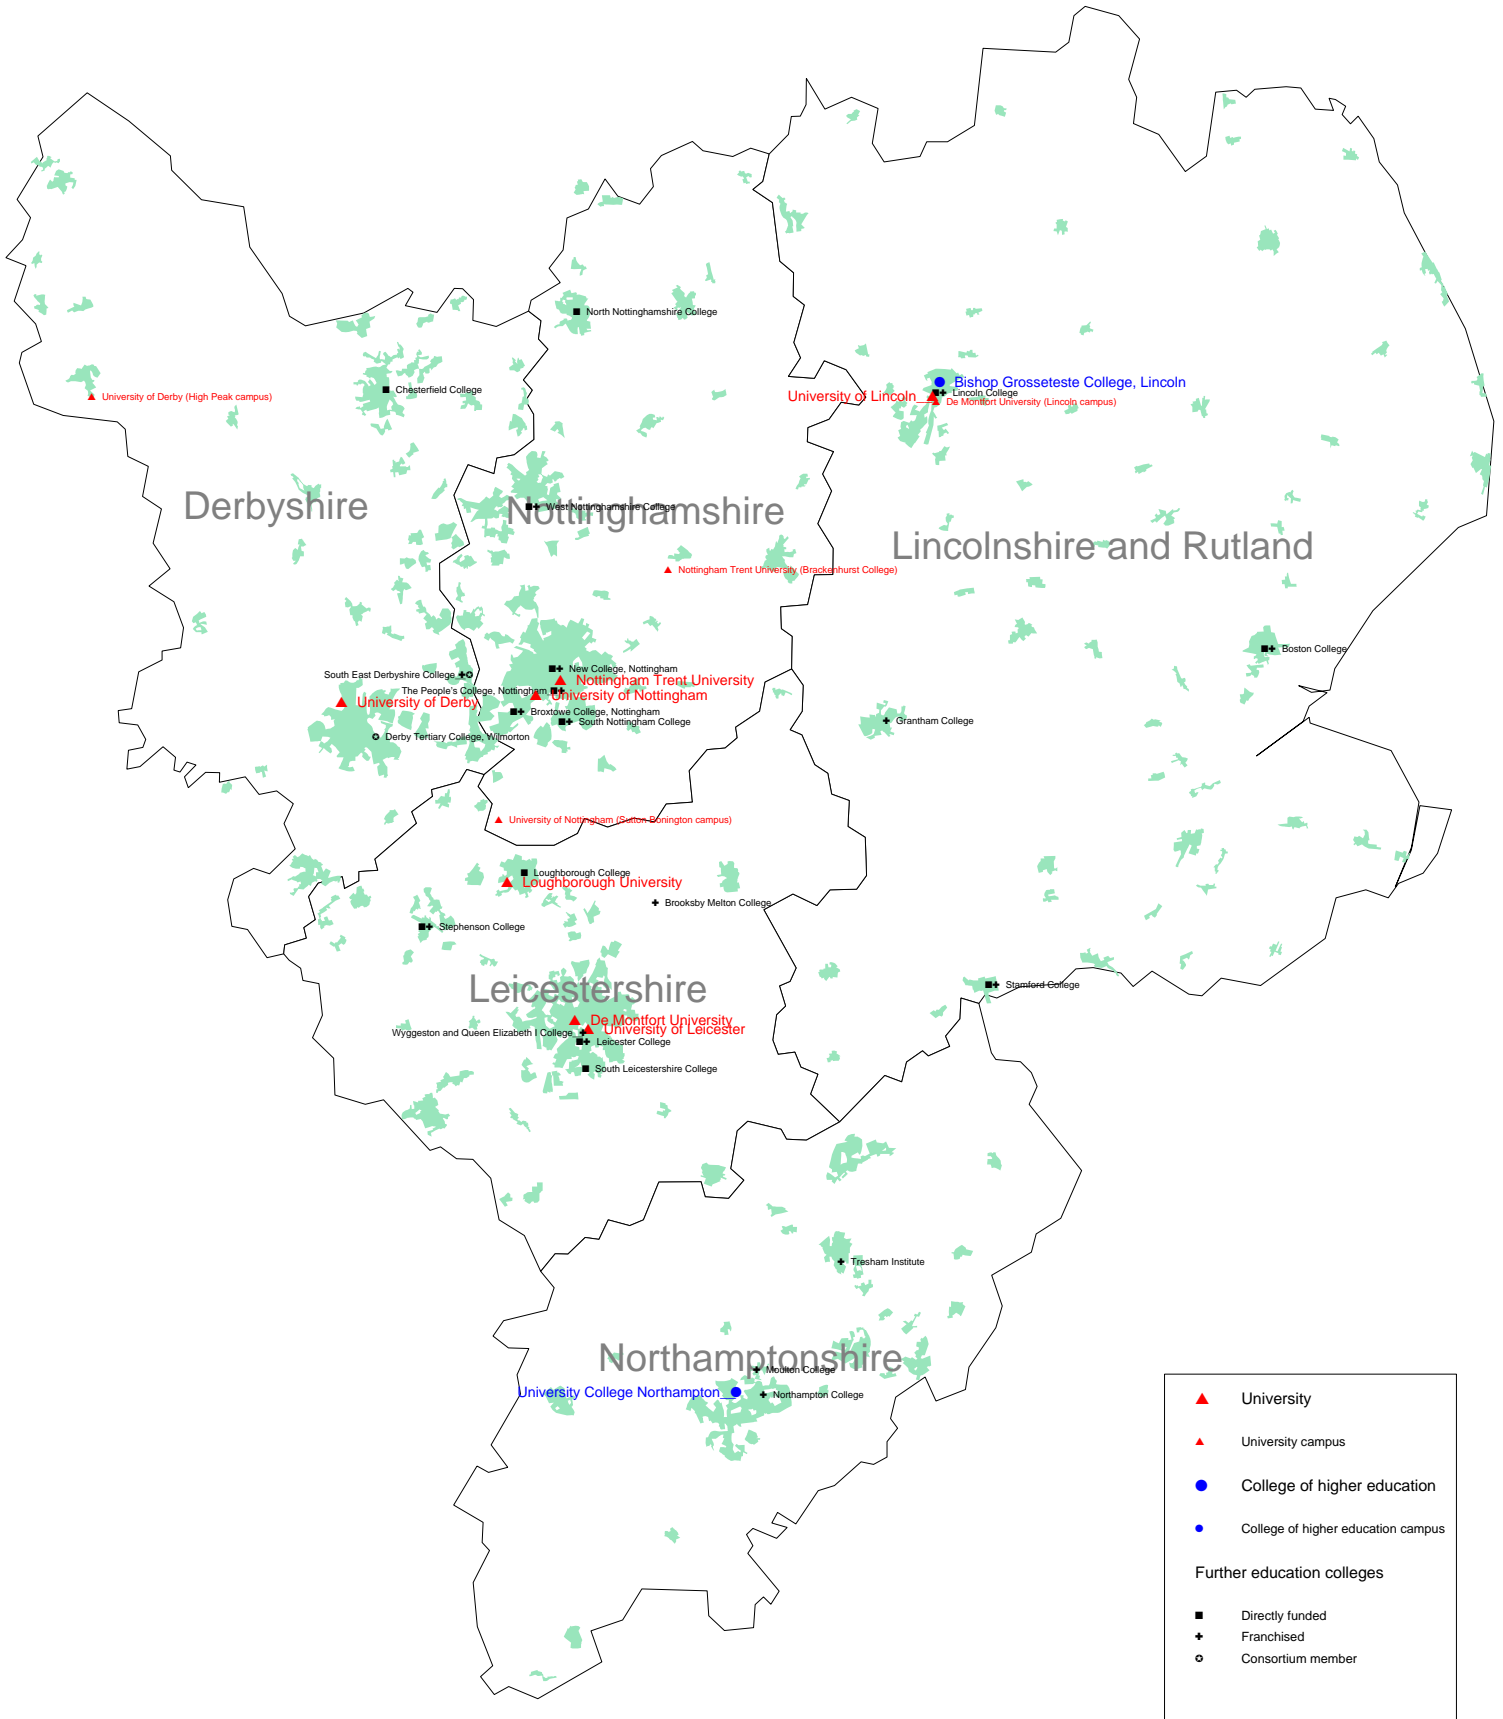 North Nottinghamshire College
Bishop Grosseteste College, Lincoln
Chesterfield College
Lincoln College
University of Derby (High Peak campus)
University of Lincoln__
De Montfort University (Lincoln campus)
Derbyshire
West Nottinghamshire College
Nottinghamshire
Lincolnshire and Rutland
Nottingham Trent University (Brackenhurst College)
Boston College
New College, Nottingham
South East Derbyshire College
Nottingham Trent University
The People's College, Nottingham
University of Nottingham
University of Derby
Broxtowe College, Nottingham
South Nottingham College
Grantham College
Derby Tertiary College, Wilmorton
University of Nottingham (Sutton Bonington campus)
Loughborough College
Loughborough University
Brooksby Melton College
Stephenson College
Stamford College
Leicestershire
De Montfort University
University of Leicester
Wyggeston and Queen Elizabeth I College
Leicester College
South Leicestershire College
Tresham Institute
Northamptonshire
Moulton College
University College Northampton__
Northampton College
University
University campus
College of higher education
College of higher education campus
Further education colleges
Directly funded
Franchised
Consortium member